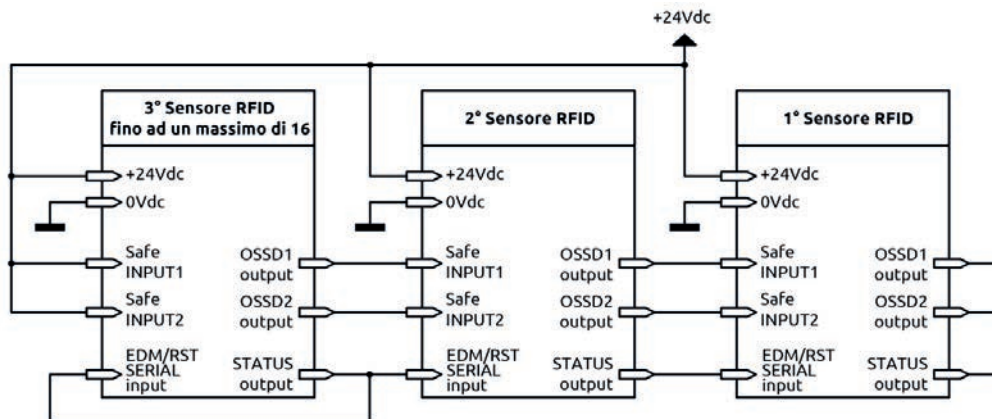 +24Vdc
3° Sensore RFID
fino ad un massimo di 16
+24Vdc
0Vdc
Safe
INPUT1
OSSD1
output
Safe
INPUT2
OSSD2
output
EDM/RST
SERIAL
input
STATUS
output
2° Sensore RFID
+24Vdc
0Vdc
Safe
INPUT1
OSSD1
output
Safe
INPUT2
OSSD2
output
EDM/RST
SERIAL
input
STATUS
output
1° Sensore RFID
+24Vdc
0Vdc
Safe
INPUT1
OSSD1
output
Safe
INPUT2
OSSD2
output
EDM/RST
SERIAL
input
STATUS
output